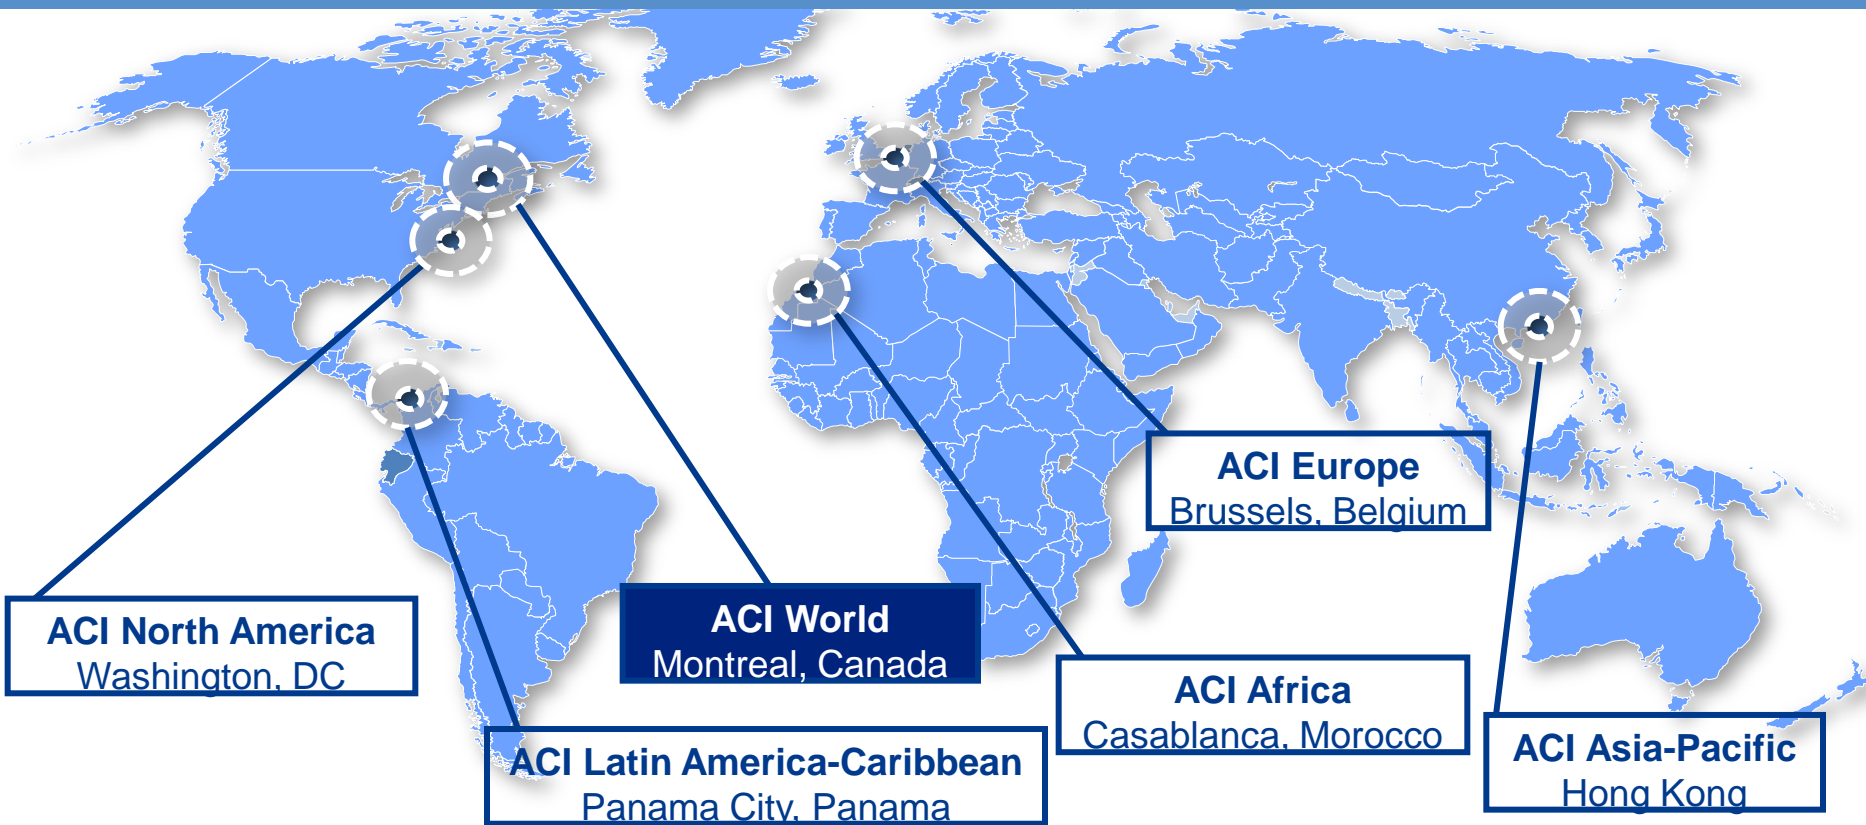 ACI Europe
Brussels, Belgium
ACI North America
Washington, DC
ACI World
Montreal, Canada
ACI Africa
Casablanca, Morocco
ACI Latin America-Caribbean
Panama City, Panama
ACI Asia-Pacific
Hong Kong